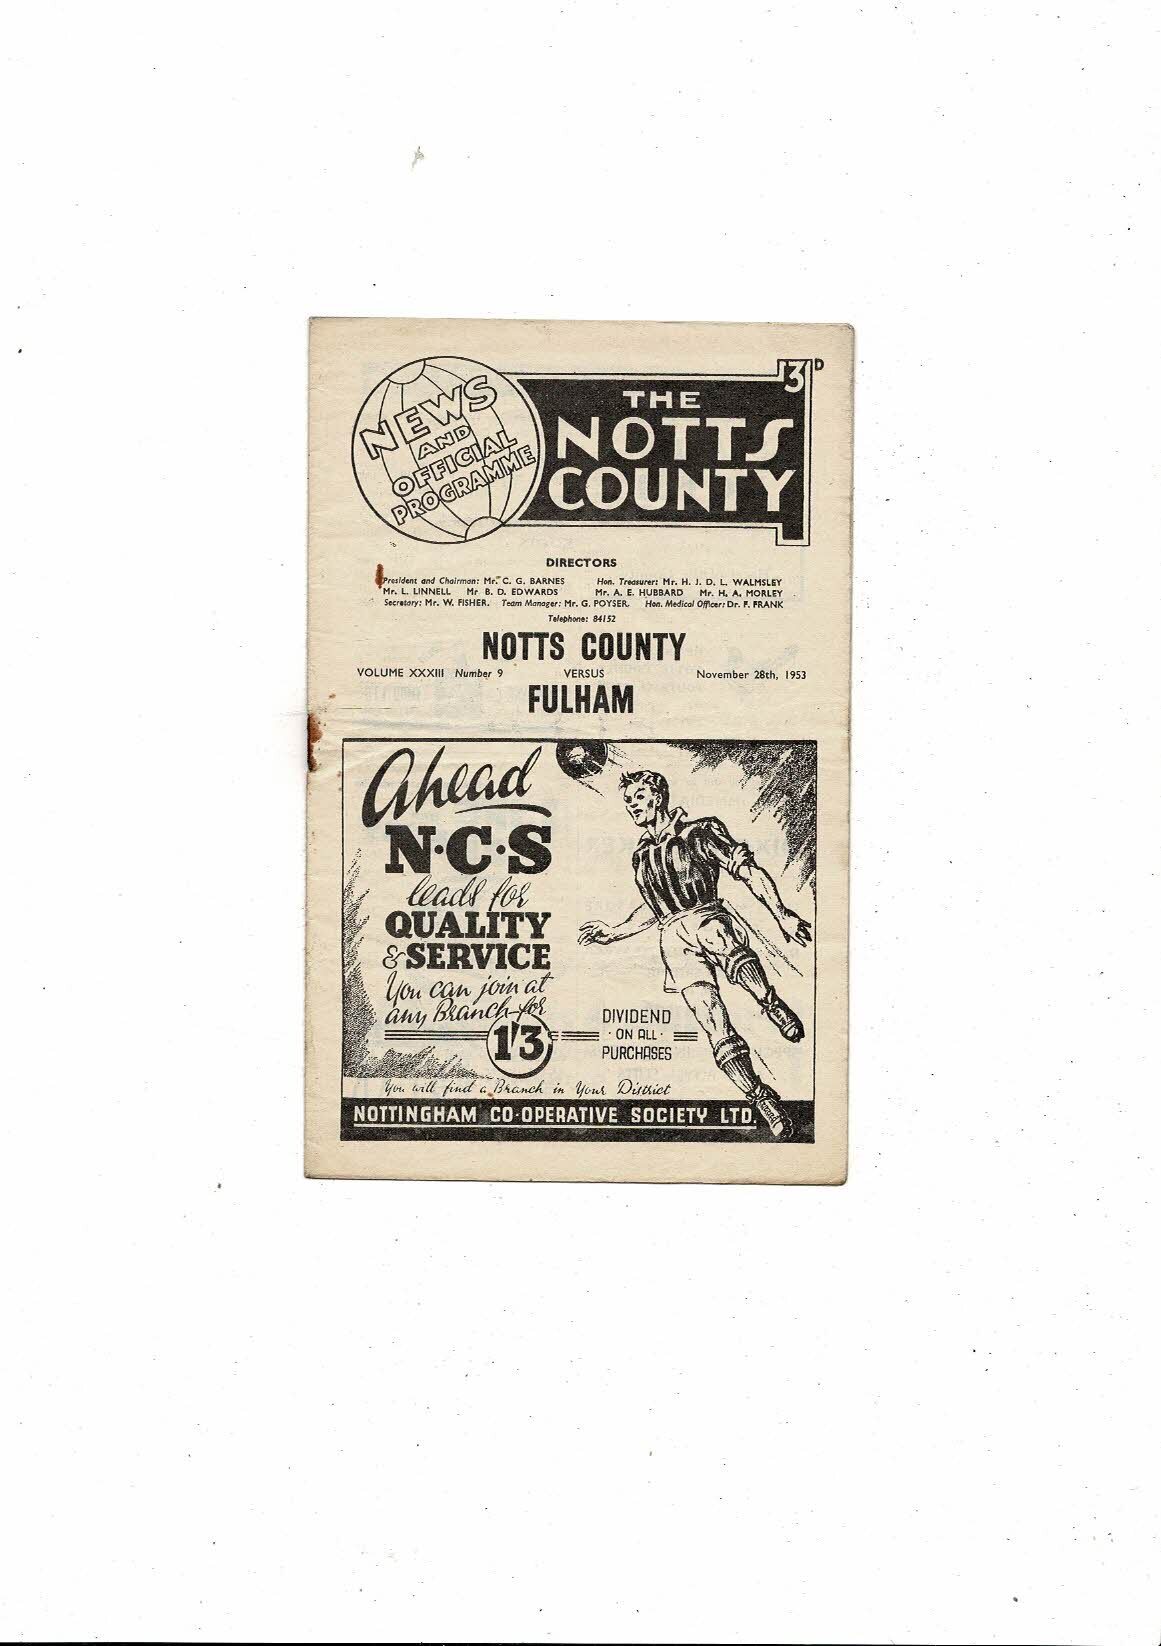 NEWS
AND
OFFICIAL
PROGRAMME
3D
THE
NOTTS
COUNTY
DIRECTORS
President and Chairman: Mr. C. G. BARNES Hon. Treasurer: Mr. H. J. D. L. WALMSLEY
Mr. L. LINNELL Mr B. D. EDWARDS Mr. A. E. HUBBARD Mr. H. A. MORLEY
Secretary: Mr. W. FISHER. Team Manager: Mr. G. POYSER. Hon. Medical Officer: Dr. F. FRANK
Telephone: 84152
NOTTS COUNTY
VOLUME XXXIII Number 9 VERSUS November 28th, 1953
FULHAM
Ahead
N·C·S
leads for
QUALITY
& SERVICE
You can join at
any Branch for
1'3
DIVIDEND
· ON ALL ·
PURCHASES
You will find a Branch in Your District
NOTTINGHAM CO-OPERATIVE SOCIETY LTD.